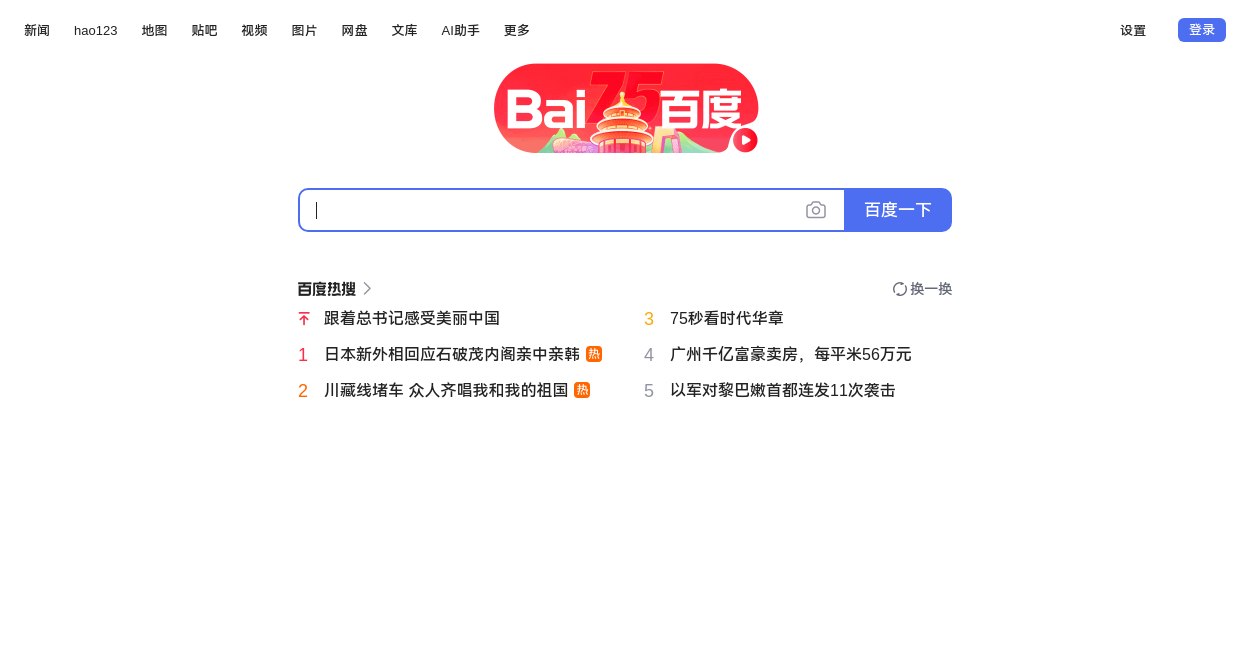 新闻 hao123 地图 贴吧 视频 图片 网盘 文库 AI助手 更多 设置 登录
Bai 75 百度
百度一下
百度热搜 换一换
跟着总书记感受美丽中国
3 75秒看时代华章
1 日本新外相回应石破茂内阁亲中亲韩 热
4 广州千亿富豪卖房，每平米56万元
2 川藏线堵车 众人齐唱我和我的祖国 热
5 以军对黎巴嫩首都连发11次袭击